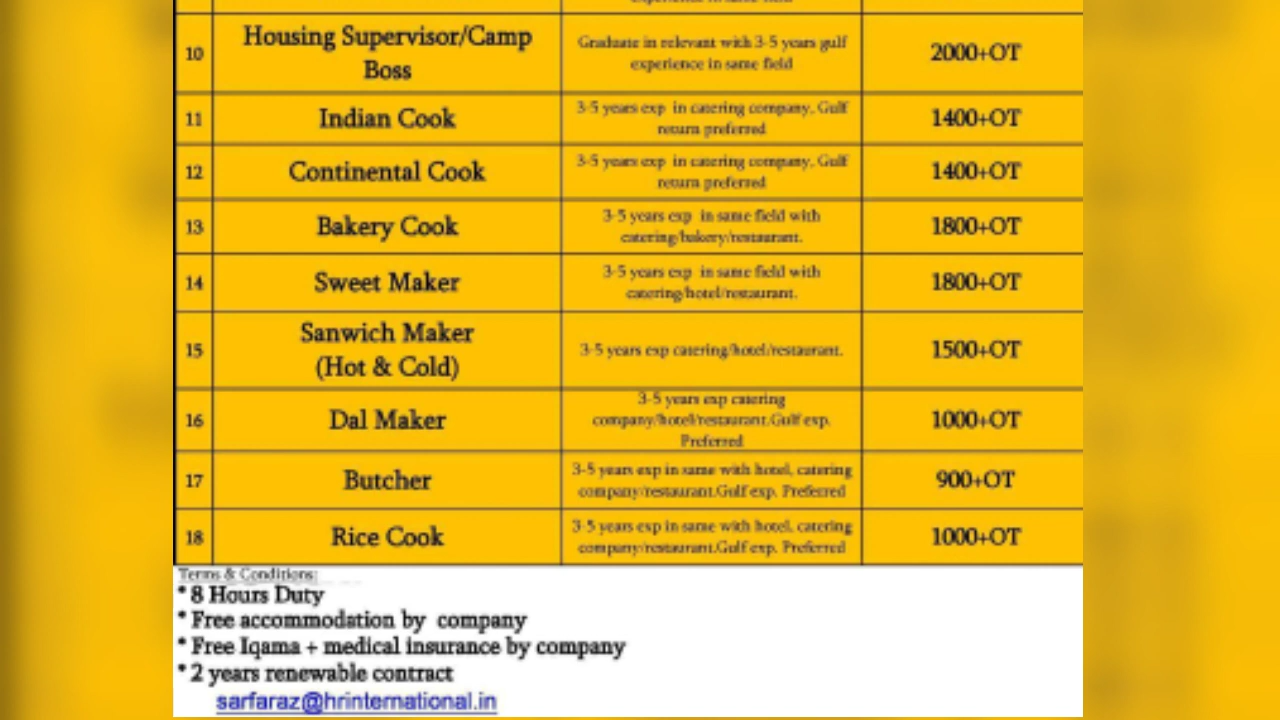 experience in same field
10
Housing Supervisor/Camp
Boss
Graduate in relevant with 3-5 years gulf
experience in same field
2000+OT
11
Indian Cook
3-5 years exp in catering company, Gulf
return preferred
1400+OT
12
Continental Cook
3-5 years exp in catering company, Gulf
return preferred
1400+OT
13
Bakery Cook
3-5 years exp in same field with
catering/bakery/restaurant.
1800+OT
14
Sweet Maker
3-5 years exp in same field with
catering/hotel/restaurant.
1800+OT
15
Sanwich Maker
(Hot & Cold)
3-5 years exp catering/hotel/restaurant.
1500+OT
16
Dal Maker
3-5 years exp catering
company/hotel/restaurant.Gulf exp.
Preferred
1000+OT
17
Butcher
3-5 years exp in same with hotel, catering
company/restaurant.Gulf exp. Preferred
900+OT
18
Rice Cook
3-5 years exp in same with hotel, catering
company/restaurant.Gulf exp. Preferred
1000+OT
Terms & Conditions:
* 8 Hours Duty
* Free accommodation by company
* Free Iqama + medical insurance by company
* 2 years renewable contract
sarfaraz@hrinternational.in